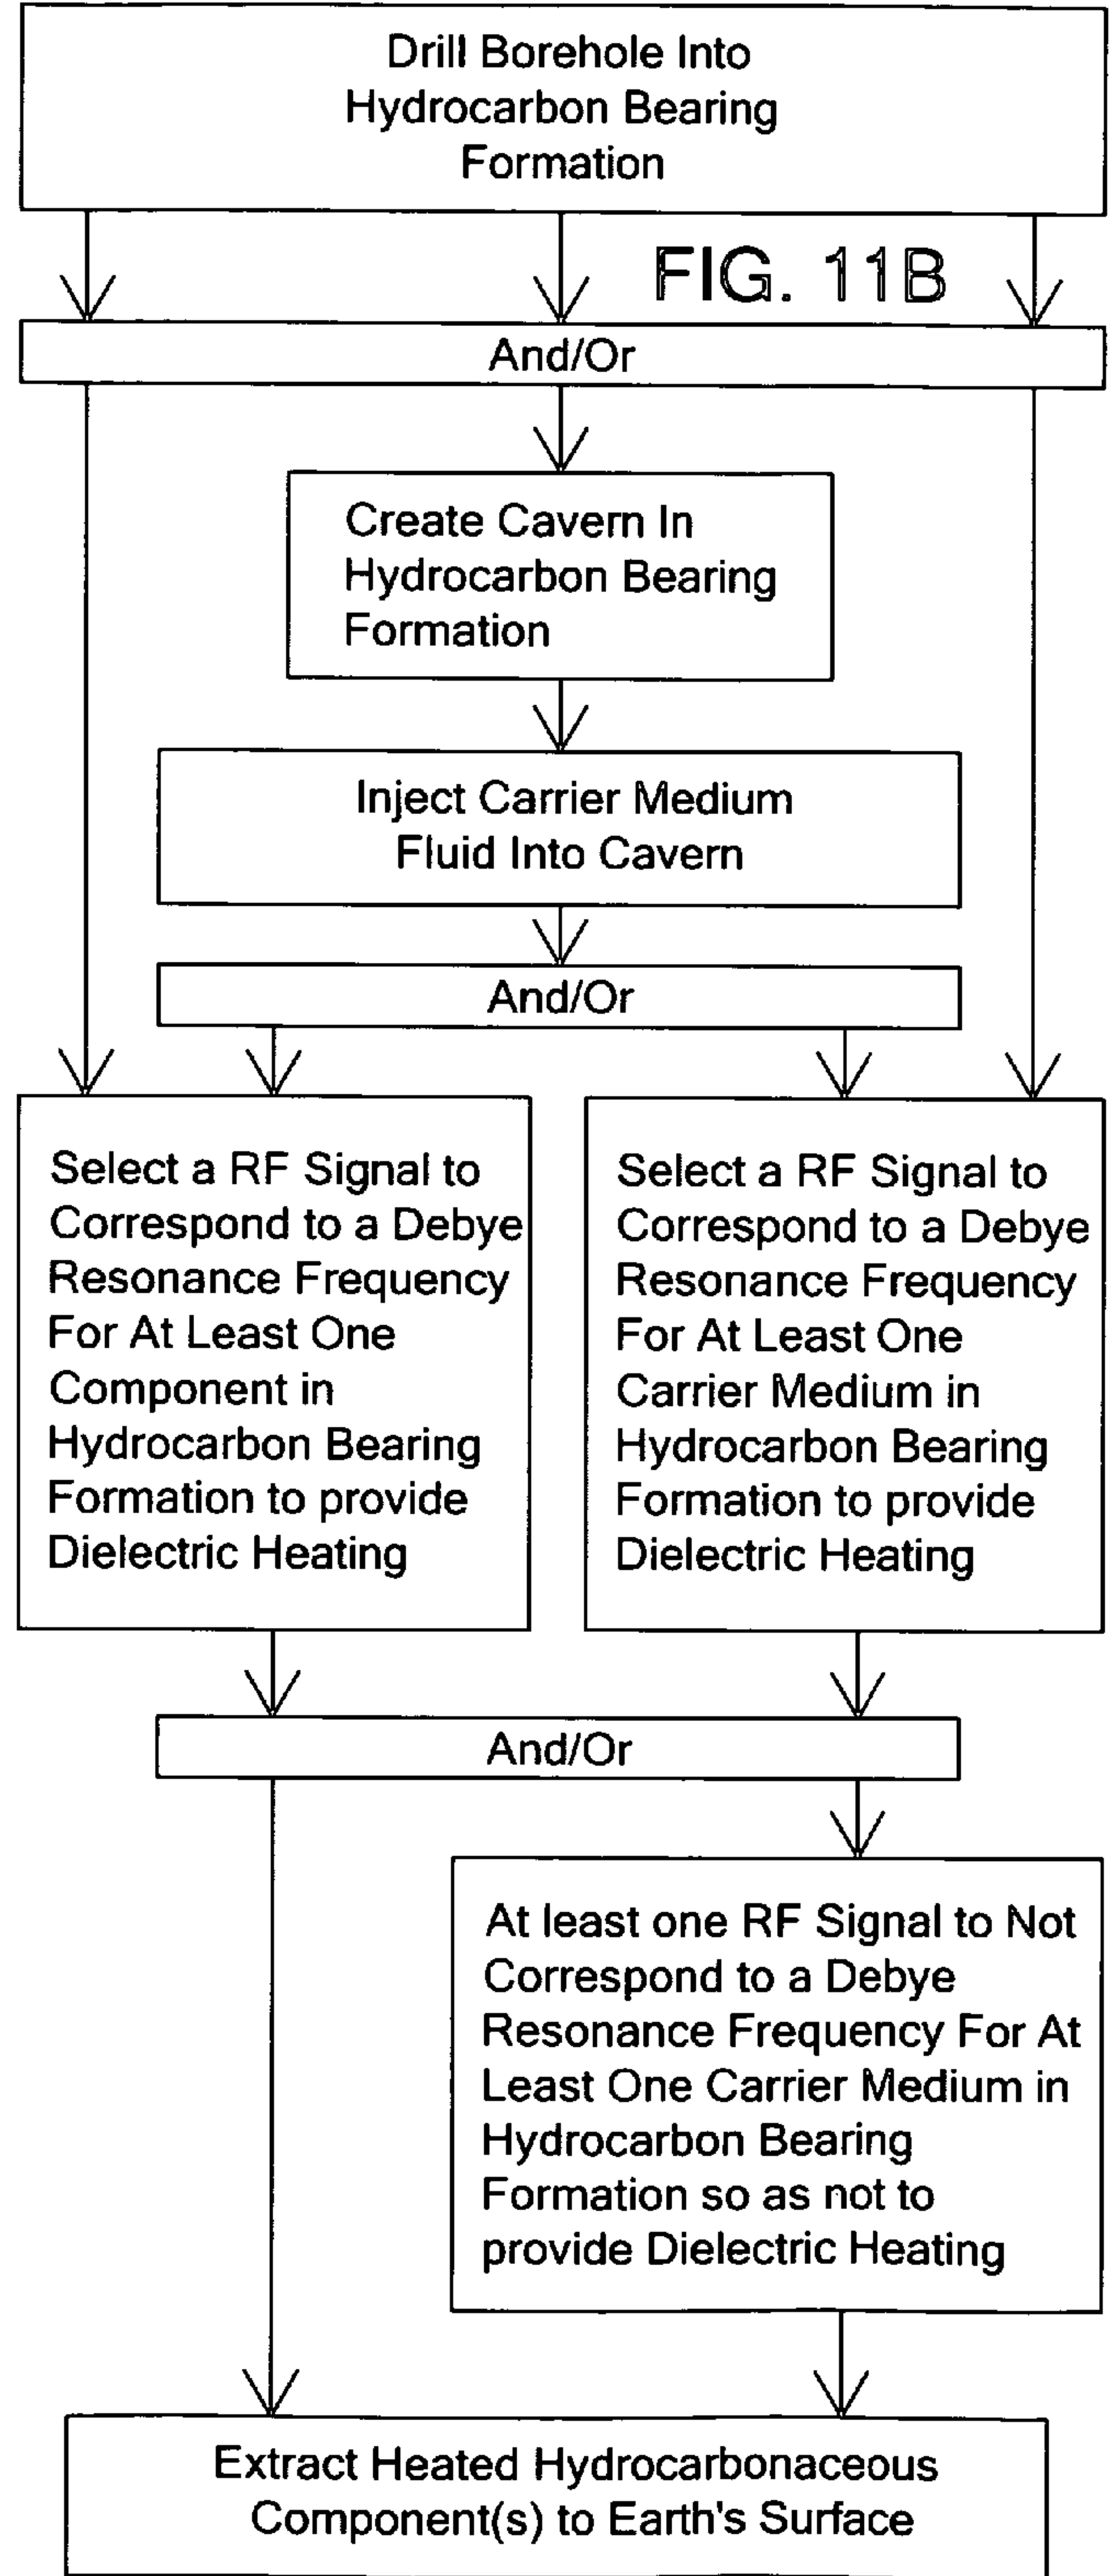 Drill Borehole Into
Hydrocarbon Bearing
Formation
FIG. 11B
And/Or
Create Cavern In
Hydrocarbon Bearing
Formation
Inject Carrier Medium
Fluid Into Cavern
And/Or
Select a RF Signal to
Correspond to a Debye
Resonance Frequency
For At Least One
Component in
Hydrocarbon Bearing
Formation to provide
Dielectric Heating
Select a RF Signal to
Correspond to a Debye
Resonance Frequency
For At Least One
Carrier Medium in
Hydrocarbon Bearing
Formation to provide
Dielectric Heating
And/Or
At least one RF Signal to Not
Correspond to a Debye
Resonance Frequency For At
Least One Carrier Medium in
Hydrocarbon Bearing
Formation so as not to
provide Dielectric Heating
Extract Heated Hydrocarbonaceous
Component(s) to Earth's Surface